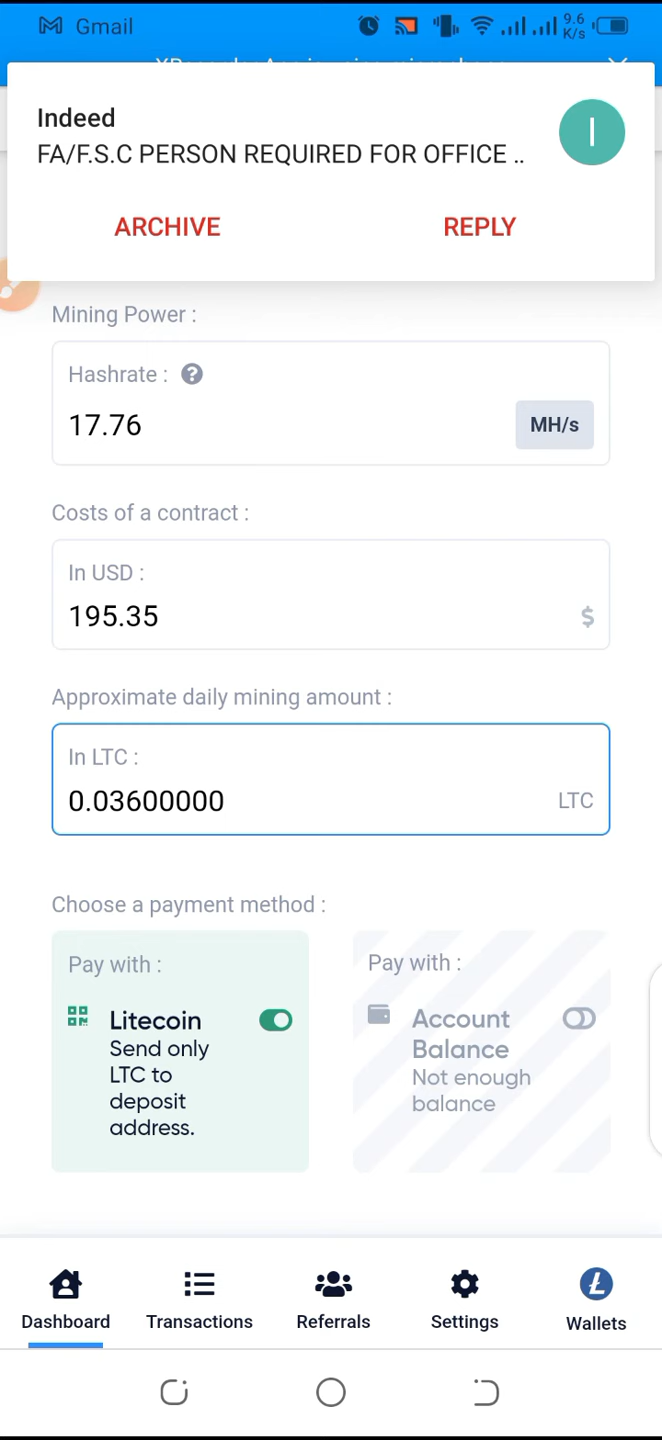 Gmail
9.6
K/s
Indeed
FA/F.S.C PERSON REQUIRED FOR OFFICE ..
I
ARCHIVE REPLY
Mining Power :
Hashrate : ?
17.76 MH/s
Costs of a contract :
In USD :
195.35 $
Approximate daily mining amount :
In LTC :
0.03600000 LTC
Choose a payment method :
Pay with :
Litecoin
Send only
LTC to
deposit
address.
Pay with :
Account
Balance
Not enough
balance
Dashboard Transactions Referrals Settings Wallets